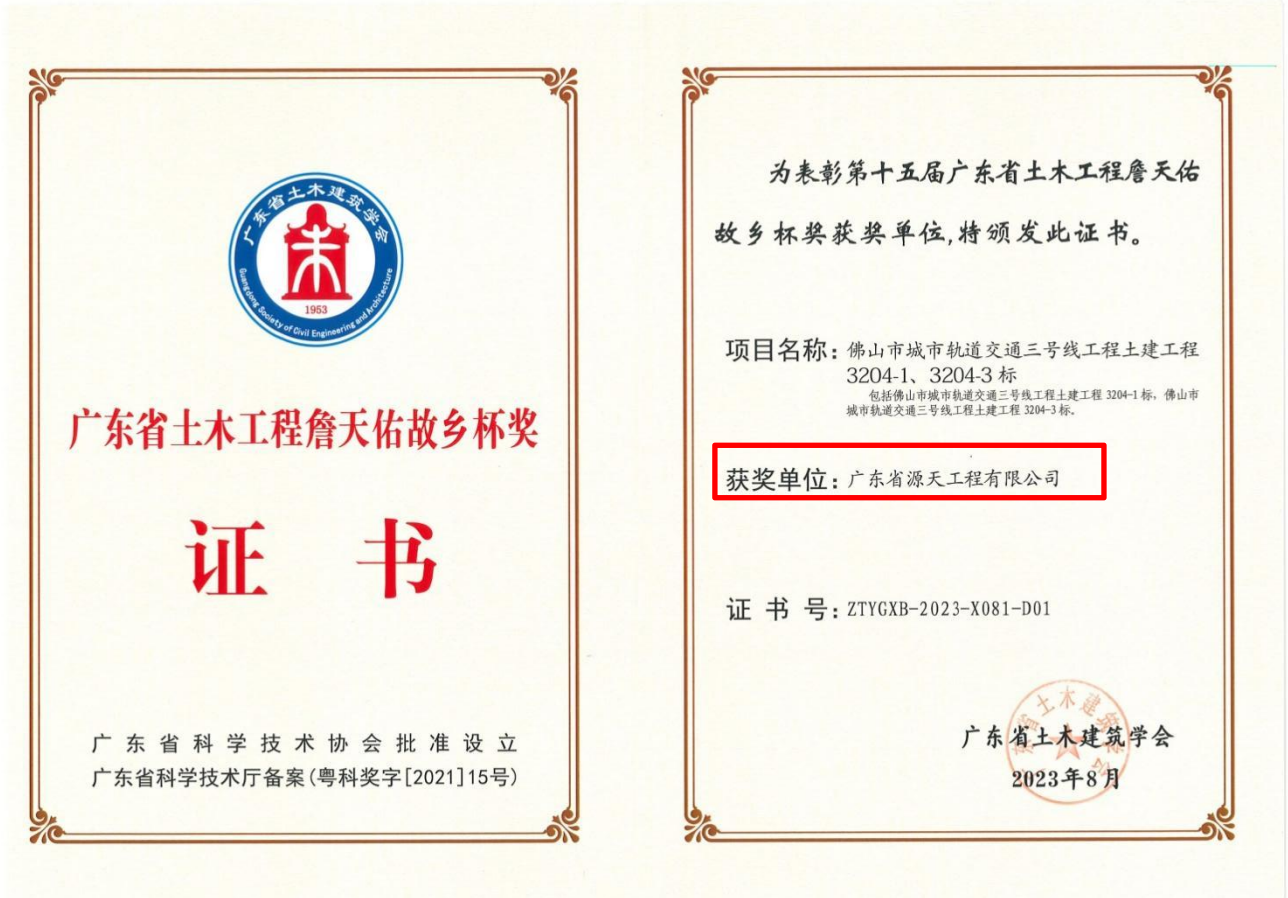 广东省土木建筑学会
1953
Guangdong Society of Civil Engineering and Architecture
广东省土木工程詹天佑故乡杯奖
证书
广东省科学技术协会批准设立
广东省科学技术厅备案(粤科奖字[2021]15号)
为表彰第十五届广东省土木工程詹天佑
故乡杯奖获奖单位,特颁发此证书。
项目名称:佛山市城市轨道交通三号线工程土建工程
3204-1、3204-3标
包括佛山市城市轨道交通三号线工程土建工程 3204-1标,佛山市
城市轨道交通三号线工程土建工程 3204-3标。
获奖单位:广东省源天工程有限公司
证书号:ZTYGXB-2023-X081-D01
广东省土木建筑学会
广东省土木建筑学会
2023年8月